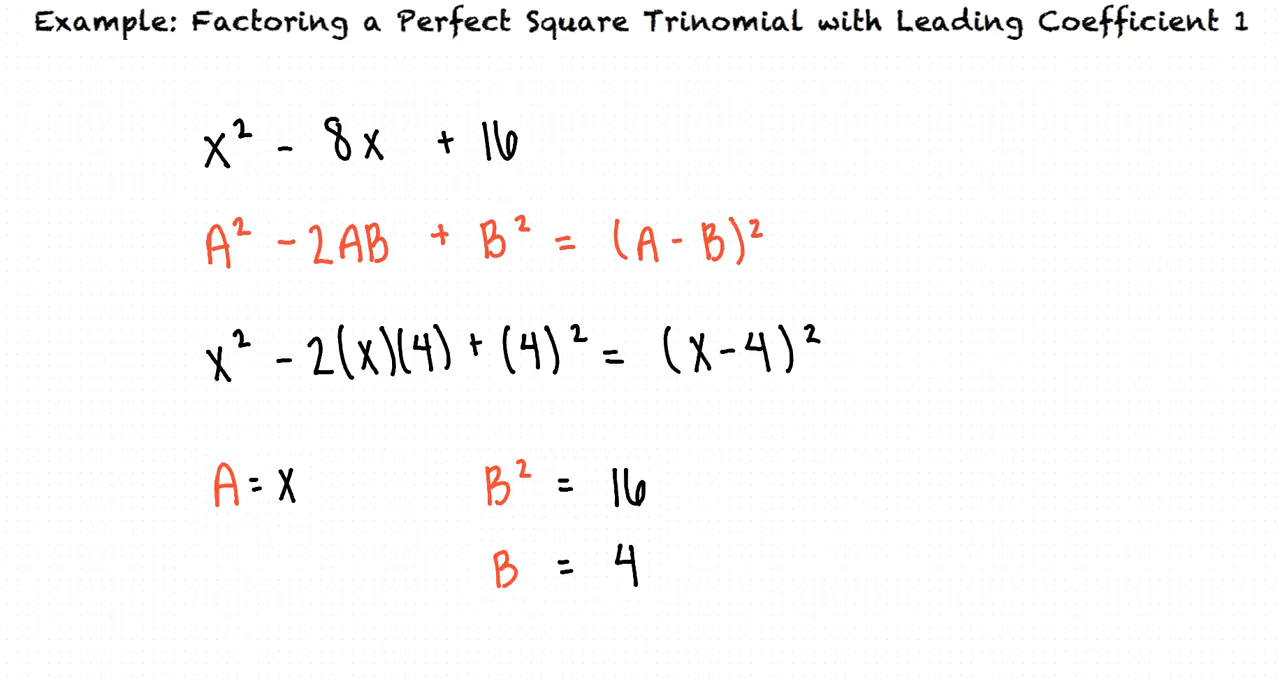 Example: Factoring a Perfect Square Trinomial with Leading Coefficient 1
x² - 8x + 16
A² - 2AB + B² = (A - B)²
x² - 2(x)(4) + (4)² = (x - 4)²
A = x B² = 16
B = 4